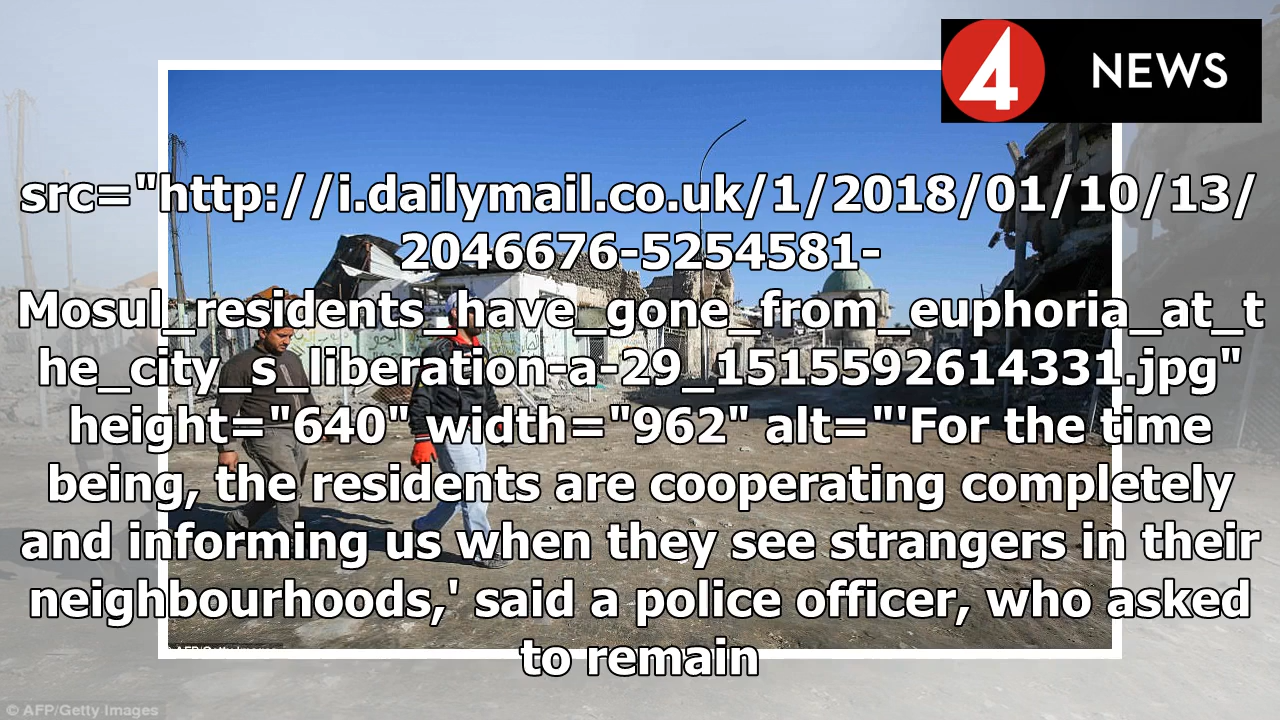 4 NEWS
src="http://i.dailymail.co.uk/1/2018/01/10/13/
2046676-5254581-
Mosul_residents_have_gone_from_euphoria_at_t
he_city_s_liberation-a-29_1515592614331.jpg"
height="640" width="962" alt="'For the time
being, the residents are cooperating completely
and informing us when they see strangers in their
neighbourhoods,' said a police officer, who asked
to remain
© AFP/Getty Images